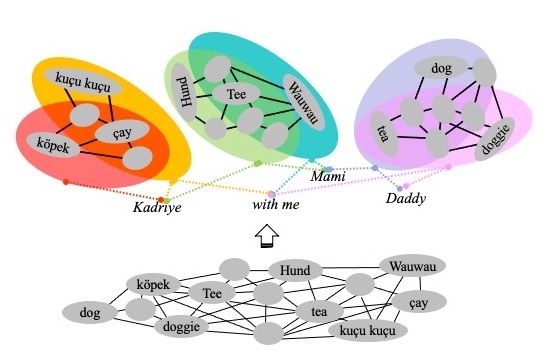 kuçu kuçu
çay
köpek
Hund
Tee
Wauwau
dog
tea
doggie
Kadriye
with me
Mami
Daddy
Wauwau
Hund
köpek
Tee
çay
dog
tea
doggie
kuçu kuçu